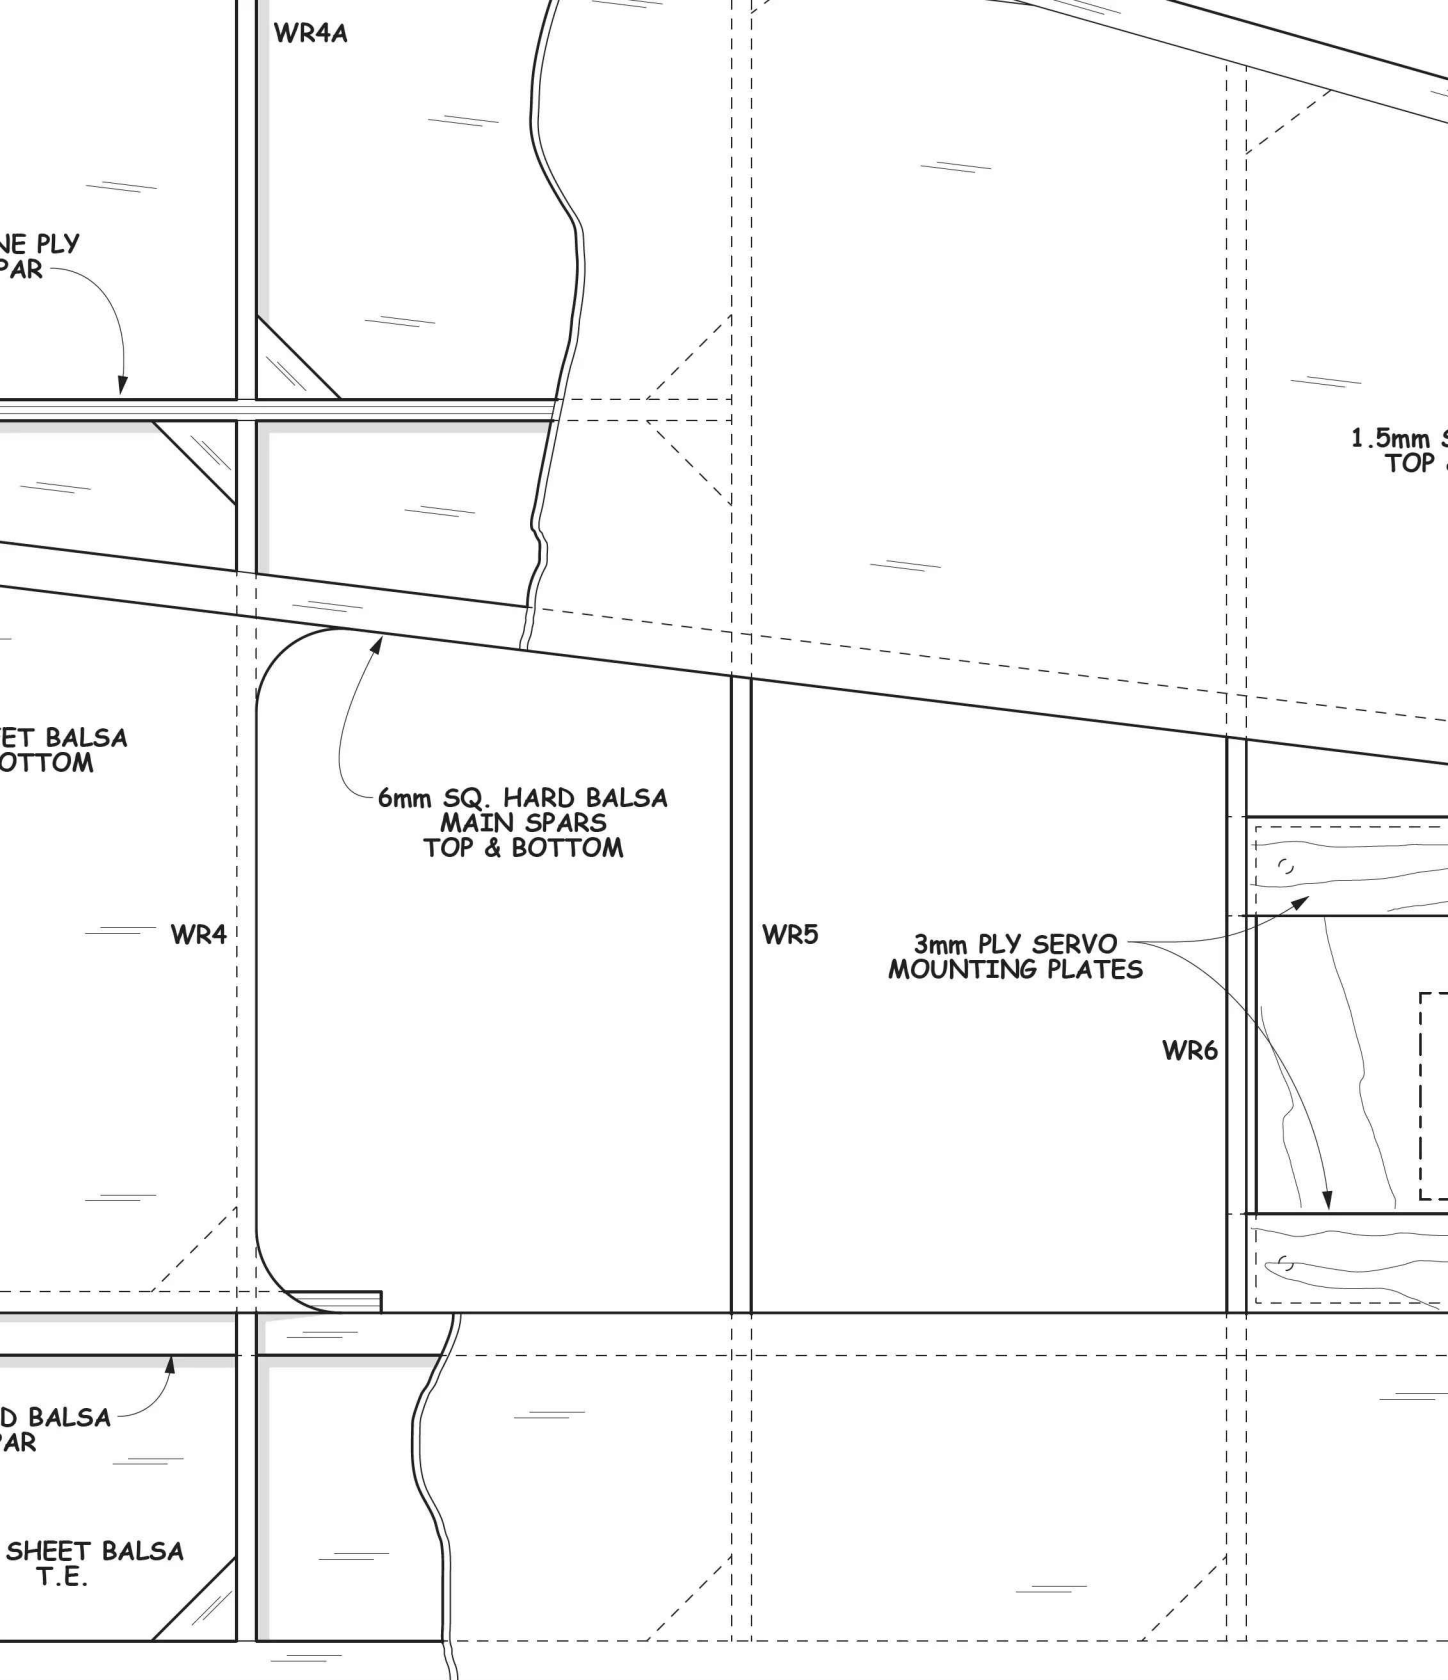 WR4A
NE PLY
PAR
1.5mm S
TOP &
ET BALSA
OTTOM
6mm SQ. HARD BALSA
MAIN SPARS
TOP & BOTTOM
WR4
WR5
3mm PLY SERVO
MOUNTING PLATES
WR6
D BALSA
PAR
SHEET BALSA
T.E.